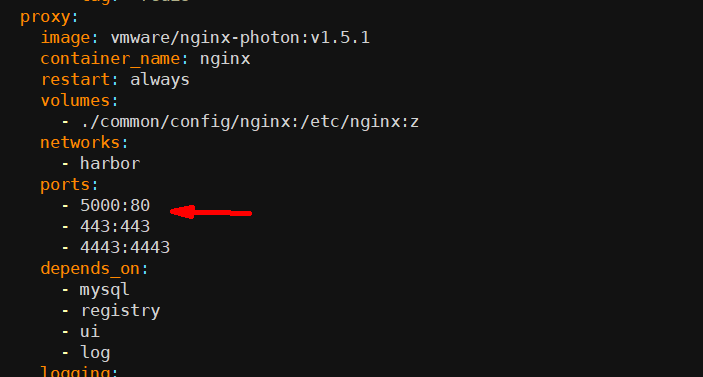 proxy:
image: vmware/nginx-photon:v1.5.1
container_name: nginx
restart: always
volumes:
- ./common/config/nginx:/etc/nginx:z
networks:
- harbor
ports:
- 5000:80
- 443:443
- 4443:4443
depends_on:
- mysql
- registry
- ui
- log
logging: